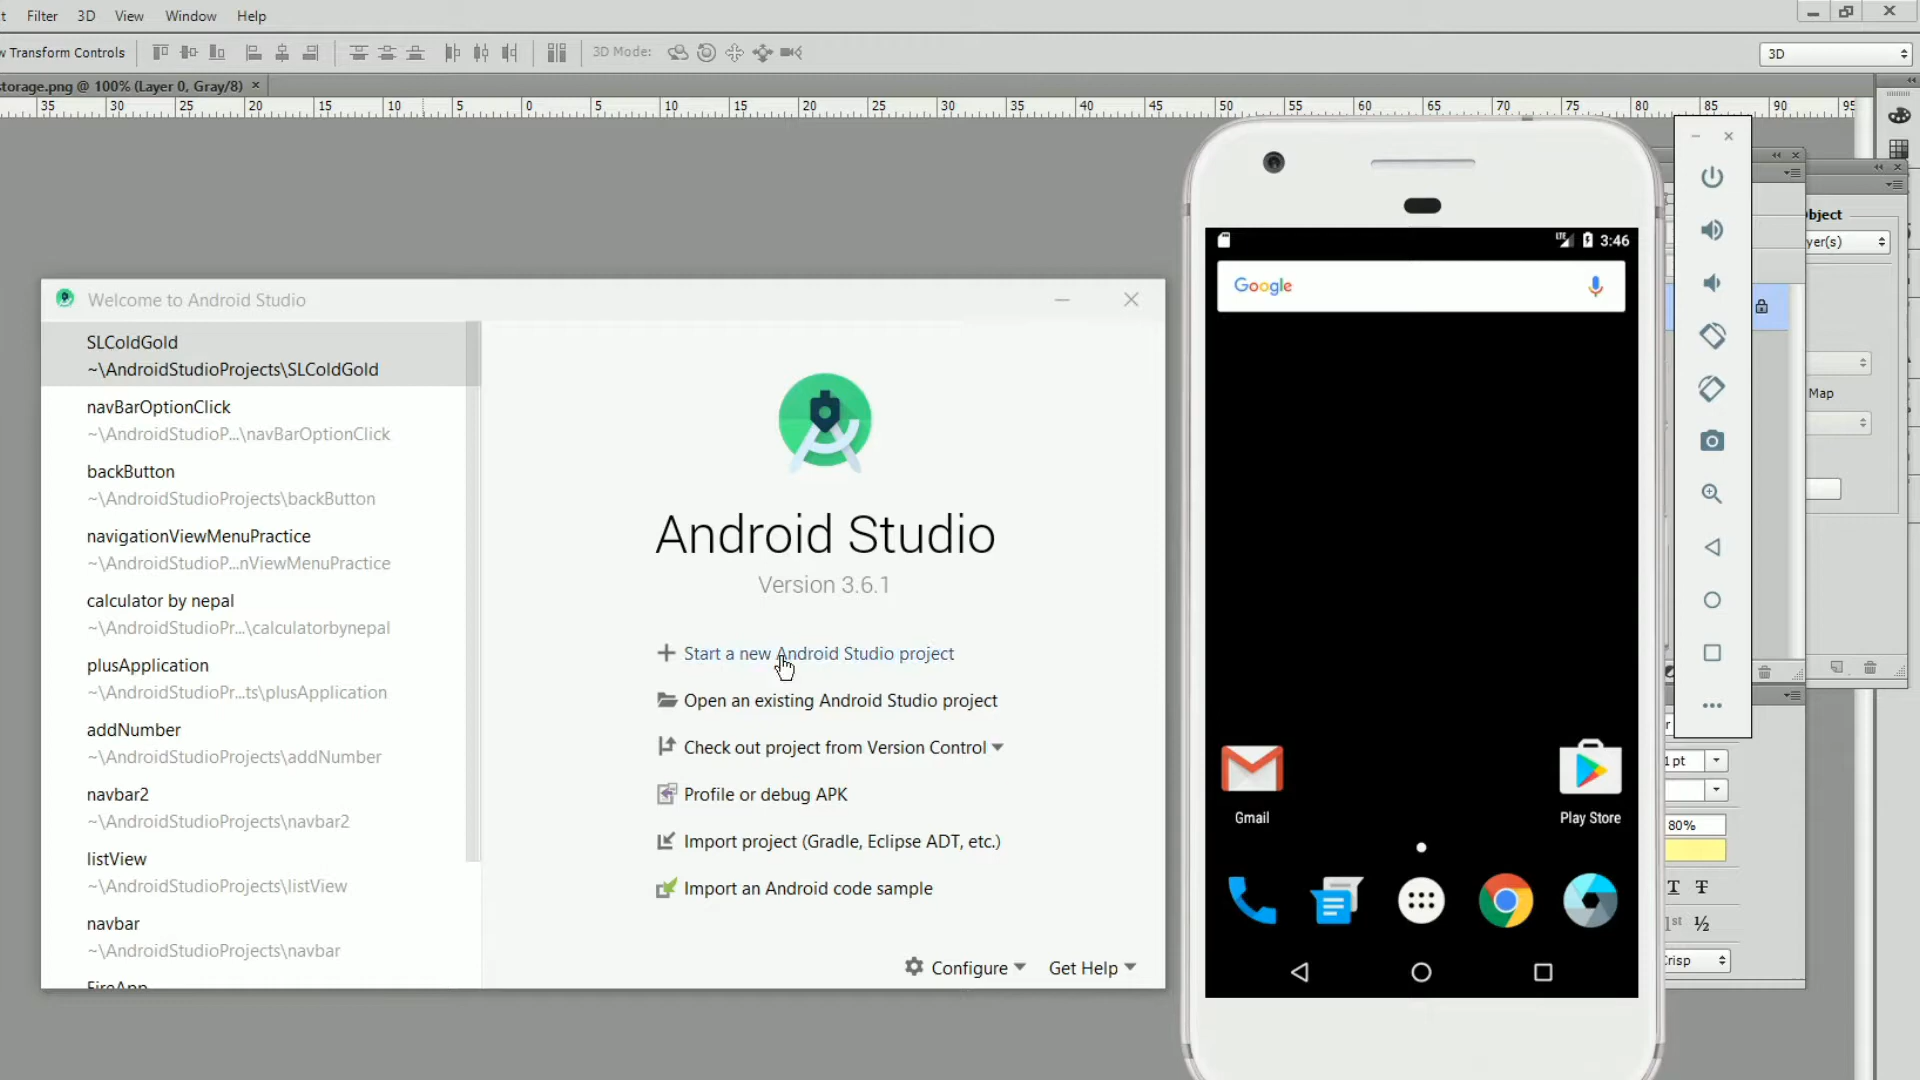 Filter 3D View Window Help
Transform Controls 3D Mode: 3D
storage.png @ 100% (Layer 0, Gray/8) ×
35 30 25 20 15 10 5 0 5 10 15 20 25 30 35 40 45 50 55 60 65 70 75 80 85 90 95
Welcome to Android Studio
SLColdGold
~\AndroidStudioProjects\SLColdGold
navBarOptionClick
~\AndroidStudioP...\navBarOptionClick
backButton
~\AndroidStudioProjects\backButton
navigationViewMenuPractice
~\AndroidStudioP...nViewMenuPractice
calculator by nepal
~\AndroidStudioPr...\calculatorbynepal
plusApplication
~\AndroidStudioPr...ts\plusApplication
addNumber
~\AndroidStudioProjects\addNumber
navbar2
~\AndroidStudioProjects\navbar2
listView
~\AndroidStudioProjects\listView
navbar
~\AndroidStudioProjects\navbar
FireApp
Android Studio
Version 3.6.1
Start a new Android Studio project
Open an existing Android Studio project
Check out project from Version Control
Profile or debug APK
Import project (Gradle, Eclipse ADT, etc.)
Import an Android code sample
Configure Get Help
LTE 3:46
Google
Gmail
Play Store
bject
yer(s)
Map
1 pt
80%
T T
1st ½
Crisp